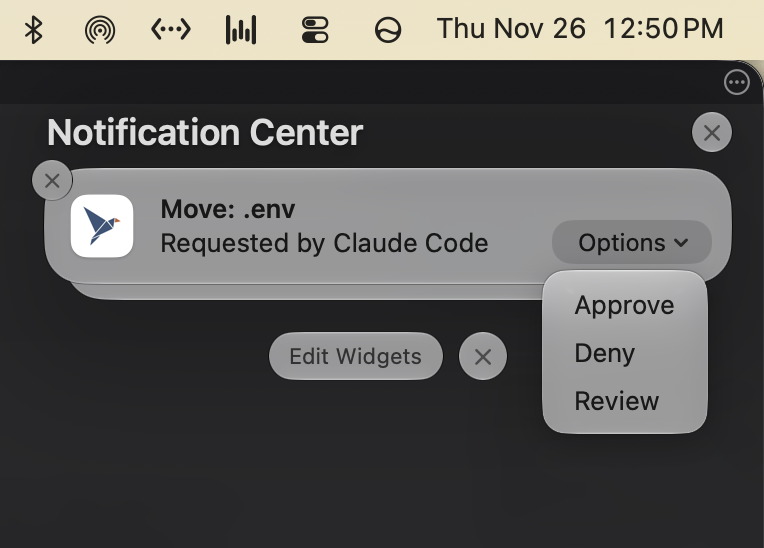 Thu Nov 26 12:50 PM
Notification Center
Move: .env
Requested by Claude Code
Options
Approve
Deny
Review
Edit Widgets